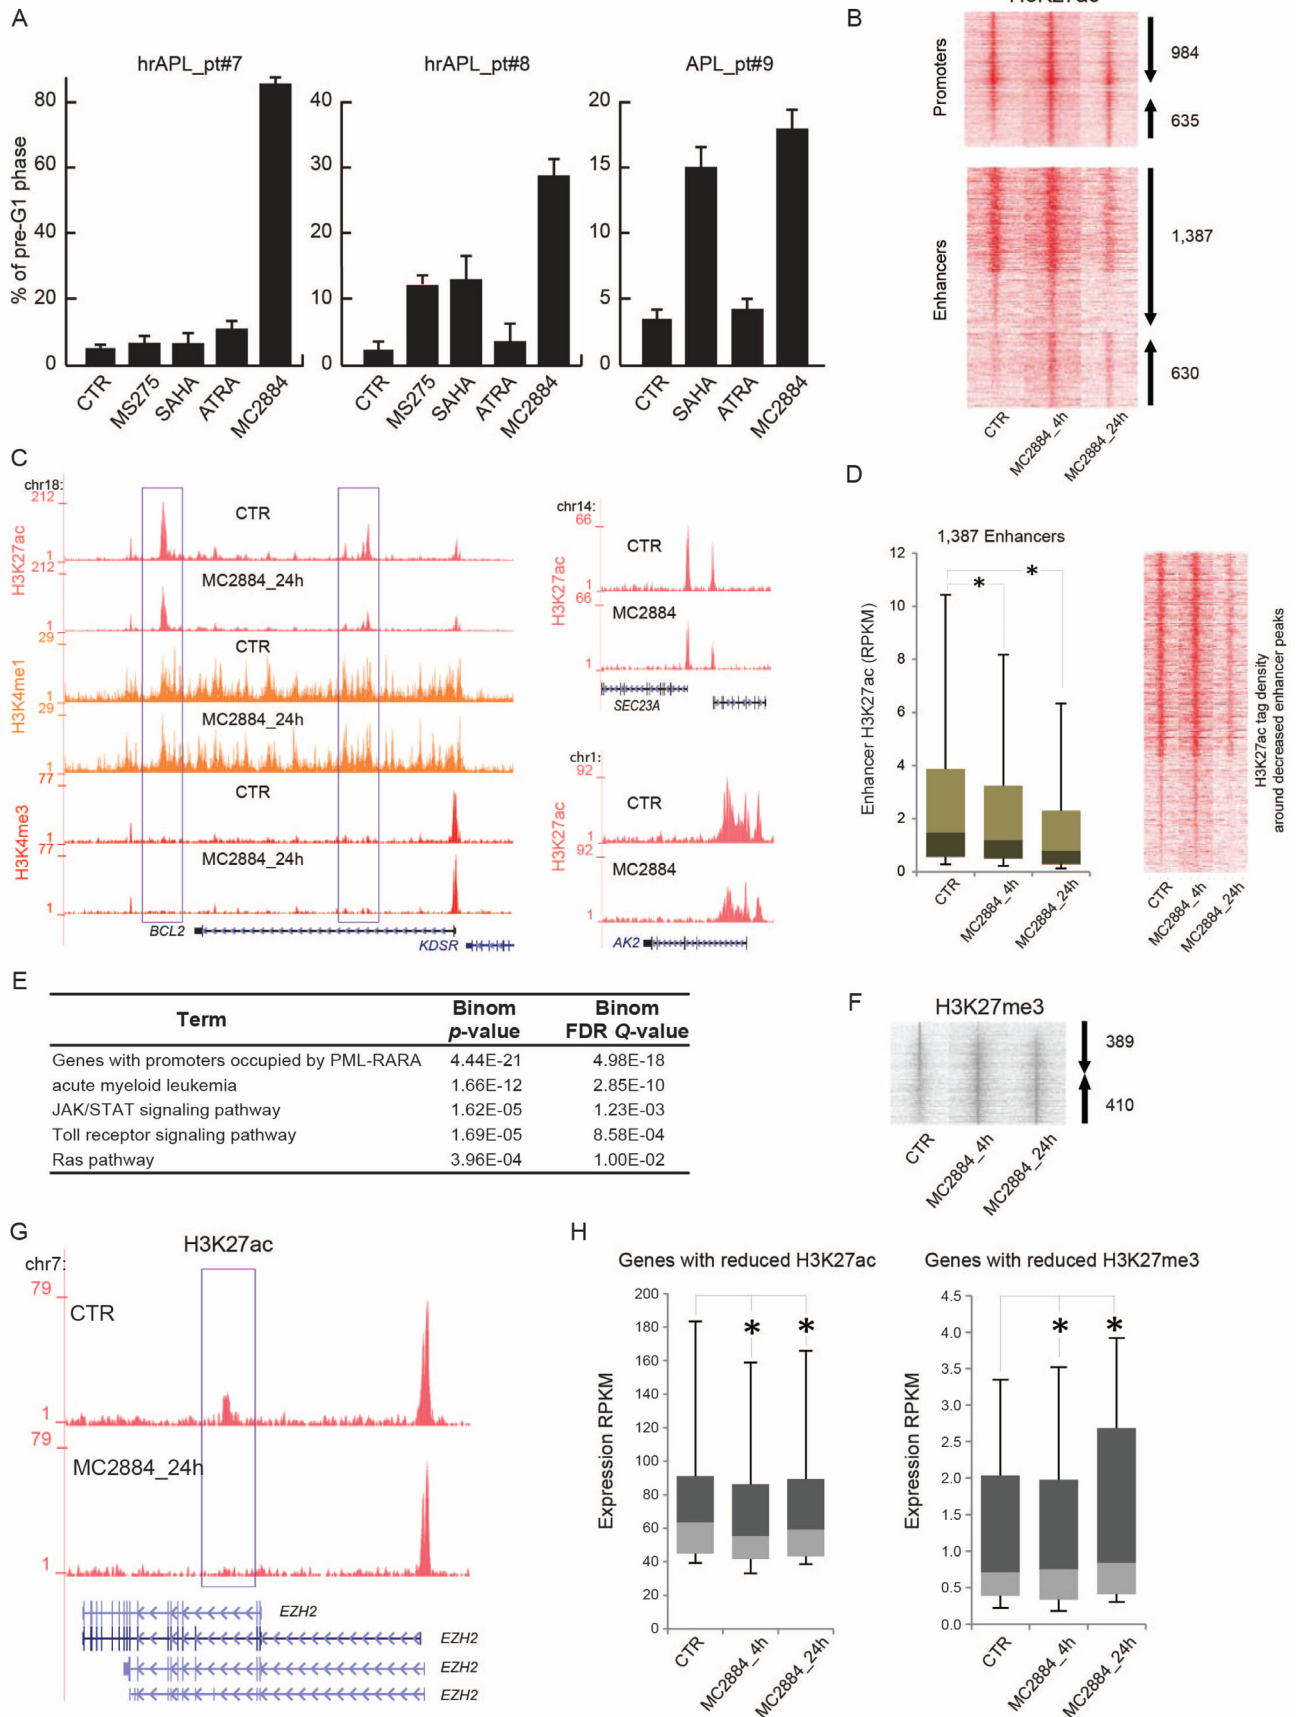 A
hrAPL_pt#7
hrAPL_pt#8
APL_pt#9
% of pre-G1 phase
80
60
40
20
0
40
30
20
10
0
20
15
10
5
0
CTR
MS275
SAHA
ATRA
MC2884
CTR
MS275
SAHA
ATRA
MC2884
CTR
SAHA
ATRA
MC2884
B
Promoters
984
635
Enhancers
1,387
630
CTR
MC2884_4h
MC2884_24h
C
chr18:
212
H3K27ac
CTR
1
212
MC2884_24h
1
29
H3K4me1
CTR
1
29
MC2884_24h
1
77
H3K4me3
CTR
1
77
MC2884_24h
1
BCL2
KDSR
chr14:
66
H3K27ac
CTR
1
66
MC2884
1
SEC23A
chr1:
92
H3K27ac
CTR
1
92
MC2884
1
AK2
D
1,387 Enhancers
Enhancer H3K27ac (RPKM)
12
10
8
6
4
2
0
*
*
CTR
MC2884_4h
MC2884_24h
H3K27ac tag density
around decreased enhancer peaks
CTR
MC2884_4h
MC2884_24h
E
Term Binom p-value Binom FDR Q-value
Genes with promoters occupied by PML-RARA 4.44E-21 4.98E-18
acute myeloid leukemia 1.66E-12 2.85E-10
JAK/STAT signaling pathway 1.62E-05 1.23E-03
Toll receptor signaling pathway 1.69E-05 8.58E-04
Ras pathway 3.96E-04 1.00E-02
F
H3K27me3
389
410
CTR
MC2884_4h
MC2884_24h
G
H3K27ac
chr7:
79
CTR
1
79
MC2884_24h
1
EZH2
EZH2
EZH2
EZH2
H
Genes with reduced H3K27ac
Expression RPKM
200
180
160
140
120
100
80
60
40
20
0
*
*
CTR
MC2884_4h
MC2884_24h
Genes with reduced H3K27me3
Expression RPKM
4.5
4.0
3.5
3.0
2.5
2.0
1.5
1.0
0.5
0.0
*
*
CTR
MC2884_4h
MC2884_24h